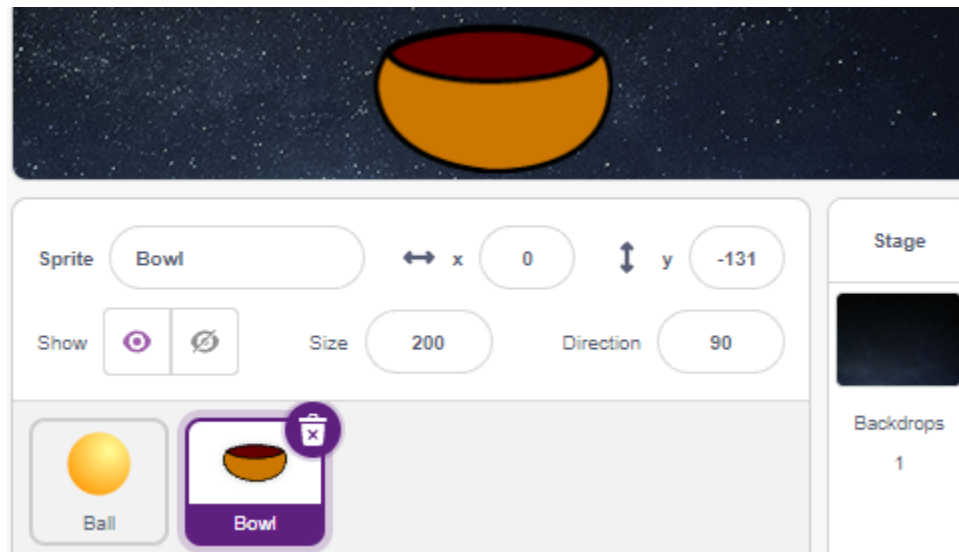 Sprite Bowl x 0 y -131
Stage
Show Size 200 Direction 90
Backdrops
1
Ball
Bowl